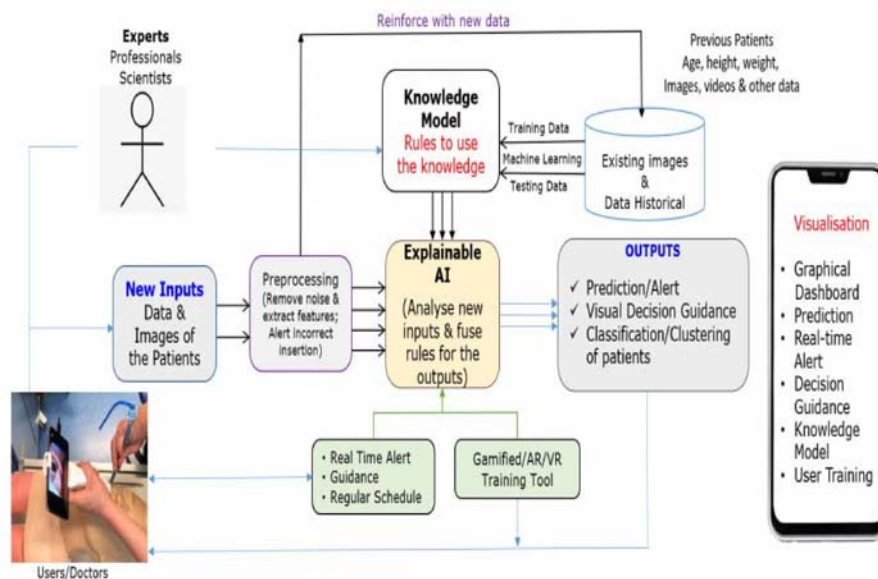 Reinforce with new data
Experts
Professionals
Scientists
Previous Patients
Age, height, weight,
Images, videos & other data
Knowledge
Model
Rules to use
the knowledge
Training Data
Machine Learning
Testing Data
Existing images
&
Data Historical
New Inputs
Data &
Images of
the Patients
Preprocessing
(Remove noise &
extract features;
Alert incorrect
insertion)
Explainable
AI
(Analyse new
inputs & fuse
rules for the
outputs)
OUTPUTS
✓ Prediction/Alert
✓ Visual Decision Guidance
✓ Classification/Clustering
of patients
Visualisation
• Graphical
Dashboard
• Prediction
• Real-time
Alert
• Decision
Guidance
• Knowledge
Model
• User Training
• Real Time Alert
• Guidance
• Regular Schedule
Gamified/AR/VR
Training Tool
Users/Doctors